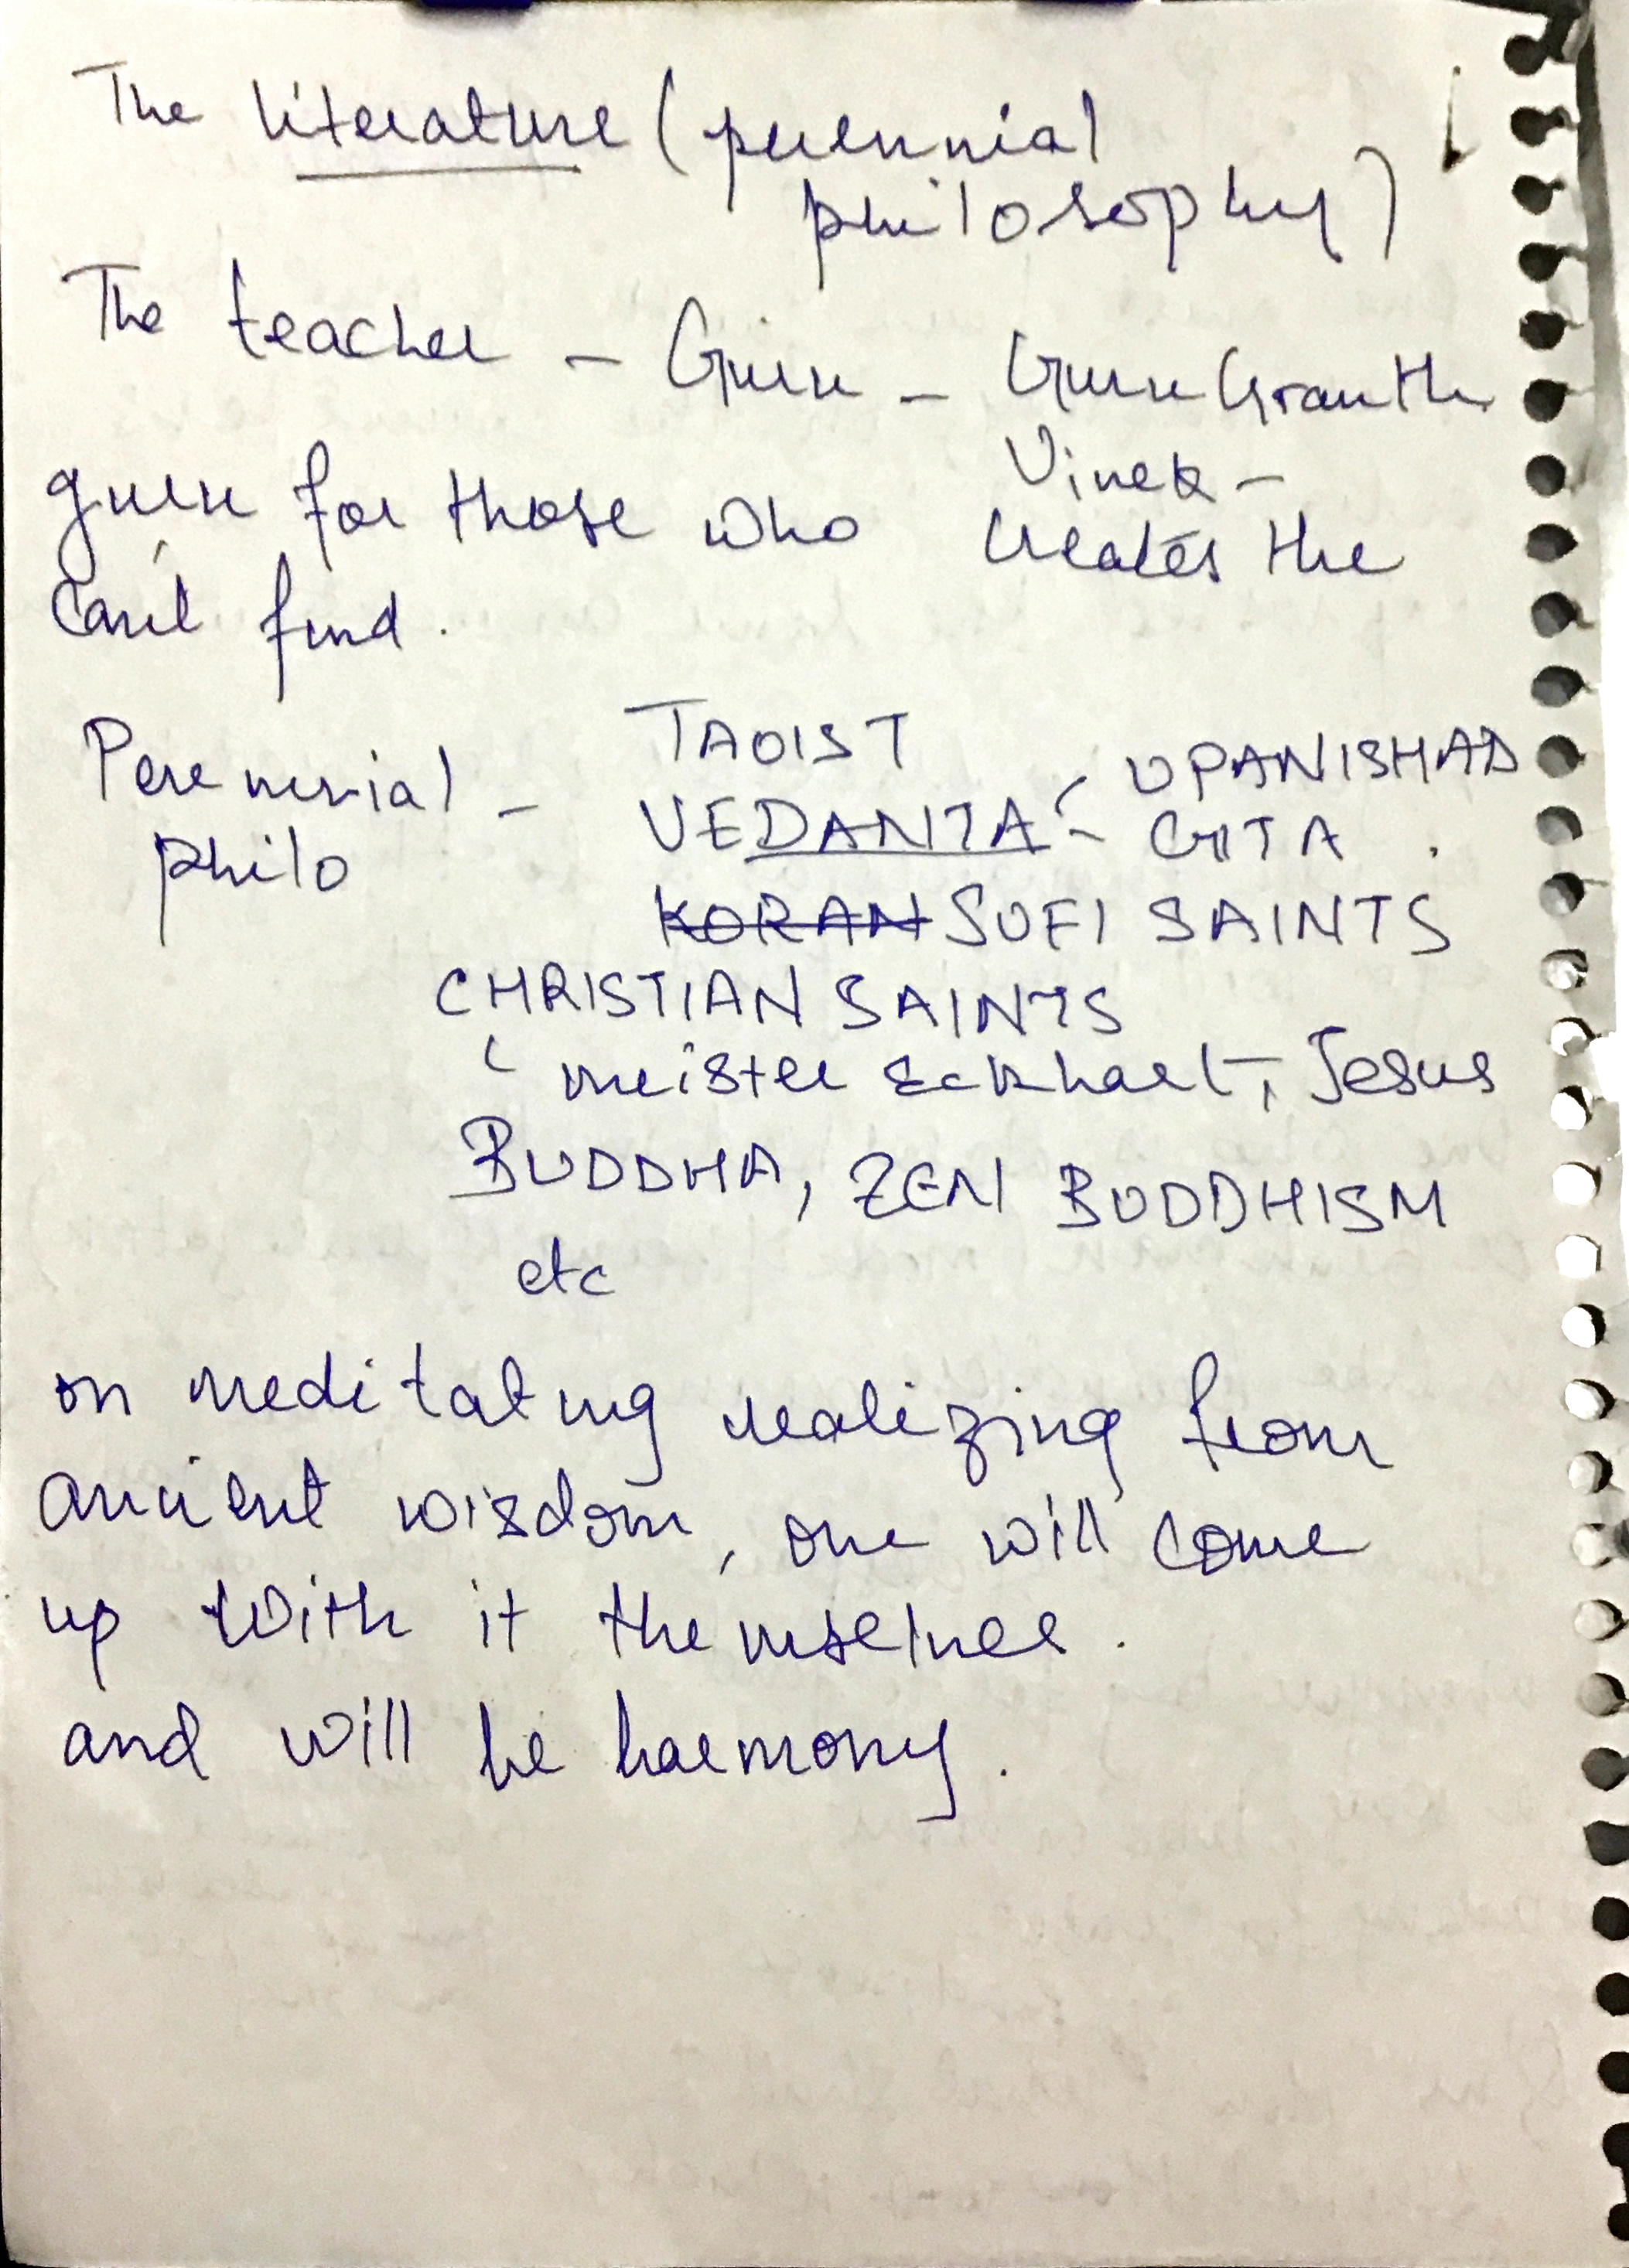 The literature (perennial
philosophy)
The teacher - Guru - Guru Granth
Vivek -
guru for those who creates the
can't find.
Perennial - TAOIST
philo VEDANTA - UPANISHAD
- GITA .
KORAN SUFI SAINTS
CHRISTIAN SAINTS
meister Eckhart, Jesus
BUDDHA, ZEN BUDDHISM
etc
on meditating realizing from
ancient wisdom, one will come
up with it themselves.
and will be harmony.